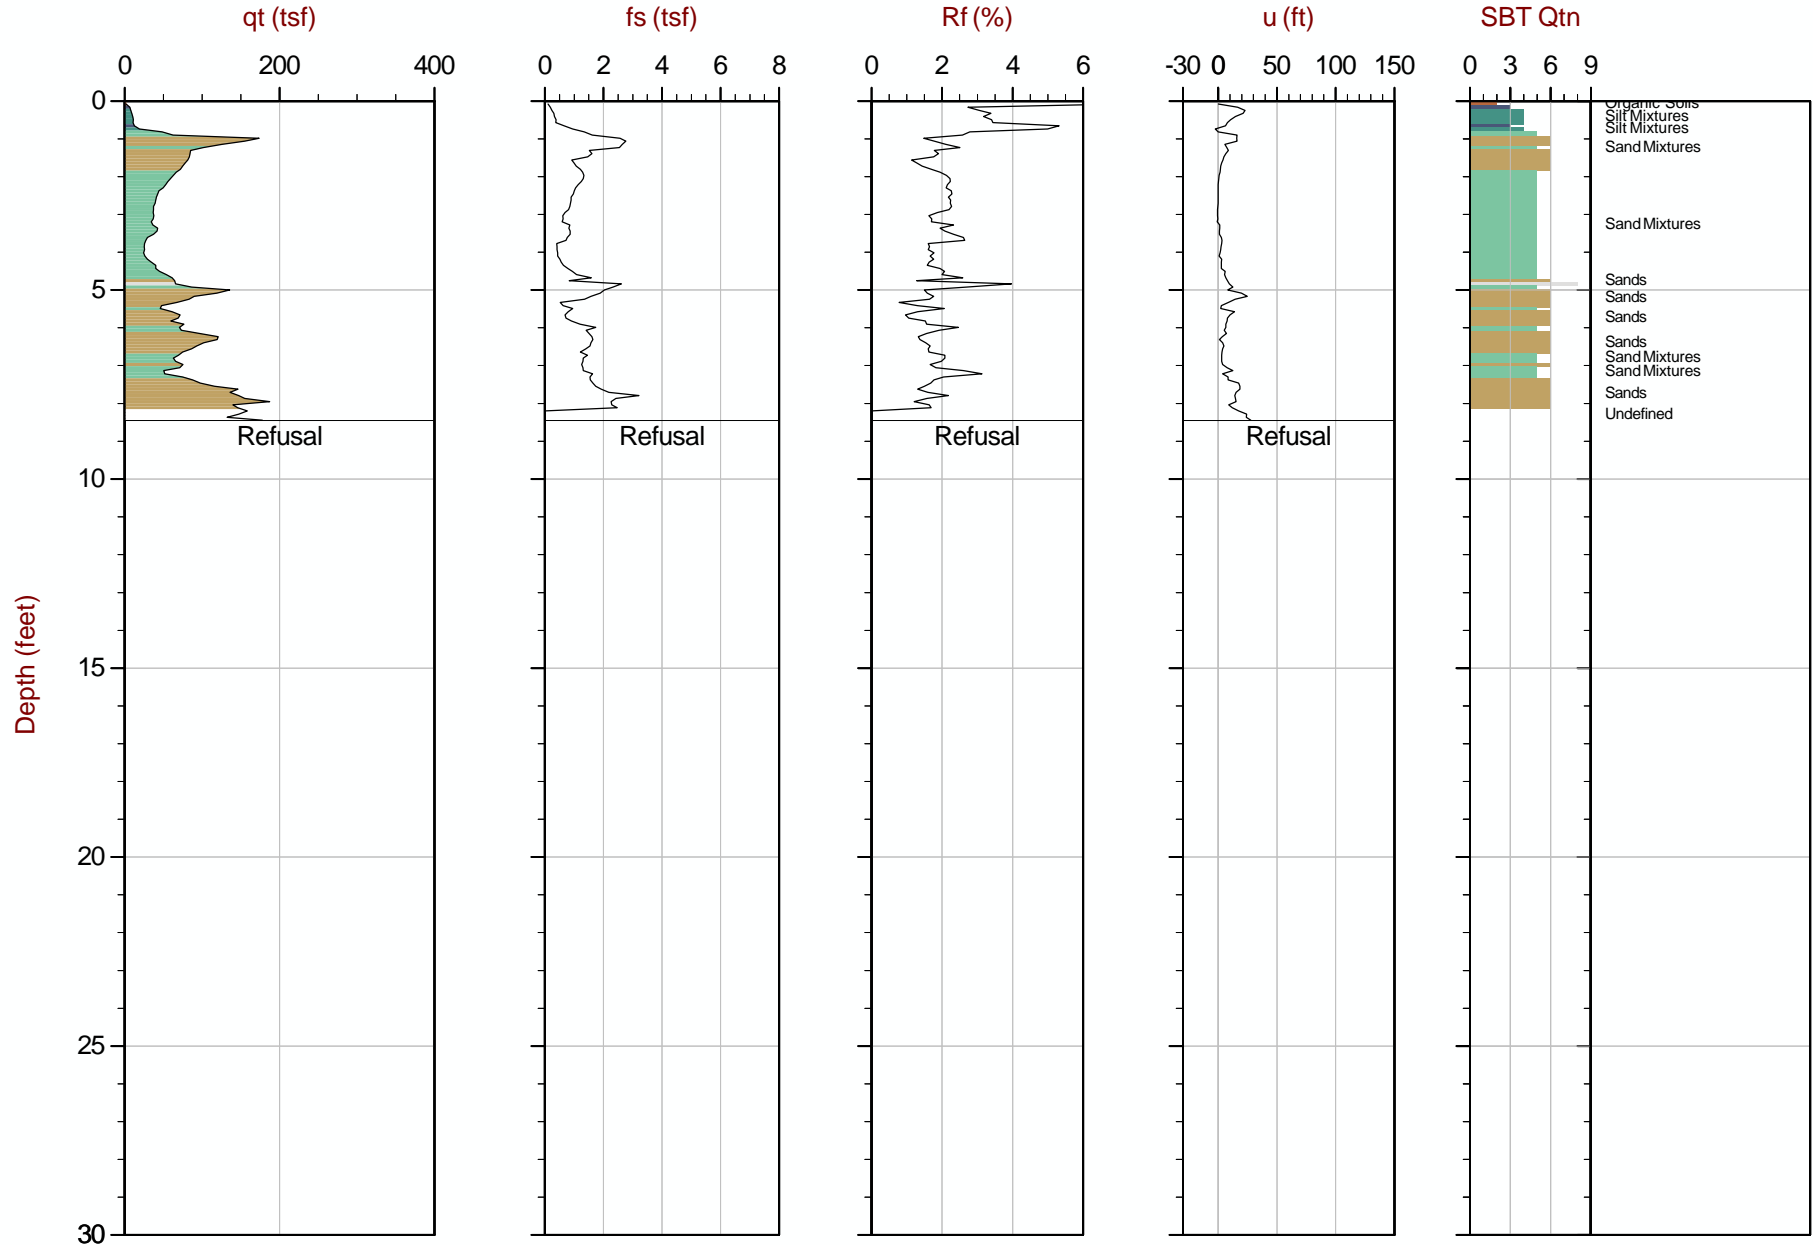 qt (tsf) fs (tsf) Rf (%) u (ft) SBT Qtn
0 200 400 0 2 4 6 8 0 2 4 6 -30 0 50 100 150 0 3 6 9
0
5
10
15
20
25
30
Depth (feet)
Organic Soils
Silt Mixtures
Silt Mixtures
Sand Mixtures
Sand Mixtures
Sands
Sands
Sands
Sands
Sand Mixtures
Sand Mixtures
Sands
Undefined
Refusal Refusal Refusal Refusal